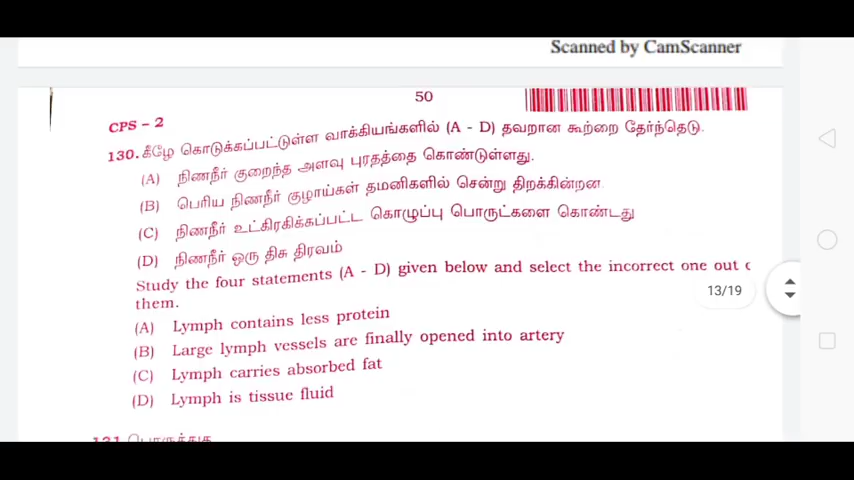 Scanned by CamScanner
50
CPS – 2
130. கீழே கொடுக்கப்பட்டுள்ள வாக்கியங்களில் (A - D) தவறான கூற்றை தேர்ந்தெடு.
(A) நிணநீர் குறைந்த அளவு புரதத்தை கொண்டுள்ளது.
(B) பெரிய நிணநீர் குழாய்கள் தமனிகளில் சென்று திறக்கின்றன
(C) நிணநீர் உட்கிரகிக்கப்பட்ட கொழுப்பு பொருட்களை கொண்டது
(D) நிணநீர் ஒரு திசு திரவம்
Study the four statements (A - D) given below and select the incorrect one out
them.
13/19
(A) Lymph contains less protein
(B) Large lymph vessels are finally opened into artery
(C) Lymph carries absorbed fat
(D) Lymph is tissue fluid